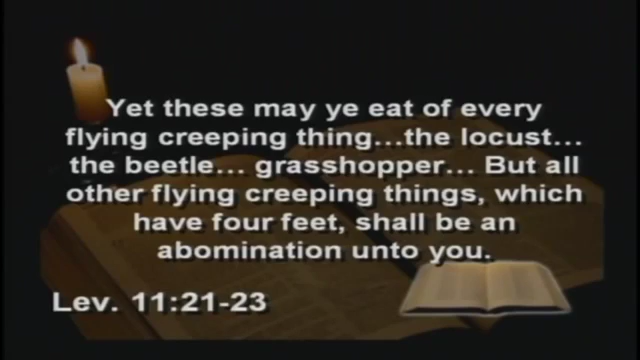 Yet these may ye eat of every
flying creeping thing...the locust...
the beetle... grasshopper... But all
other flying creeping things, which
have four feet, shall be an
abomination unto you.
Lev. 11:21-23